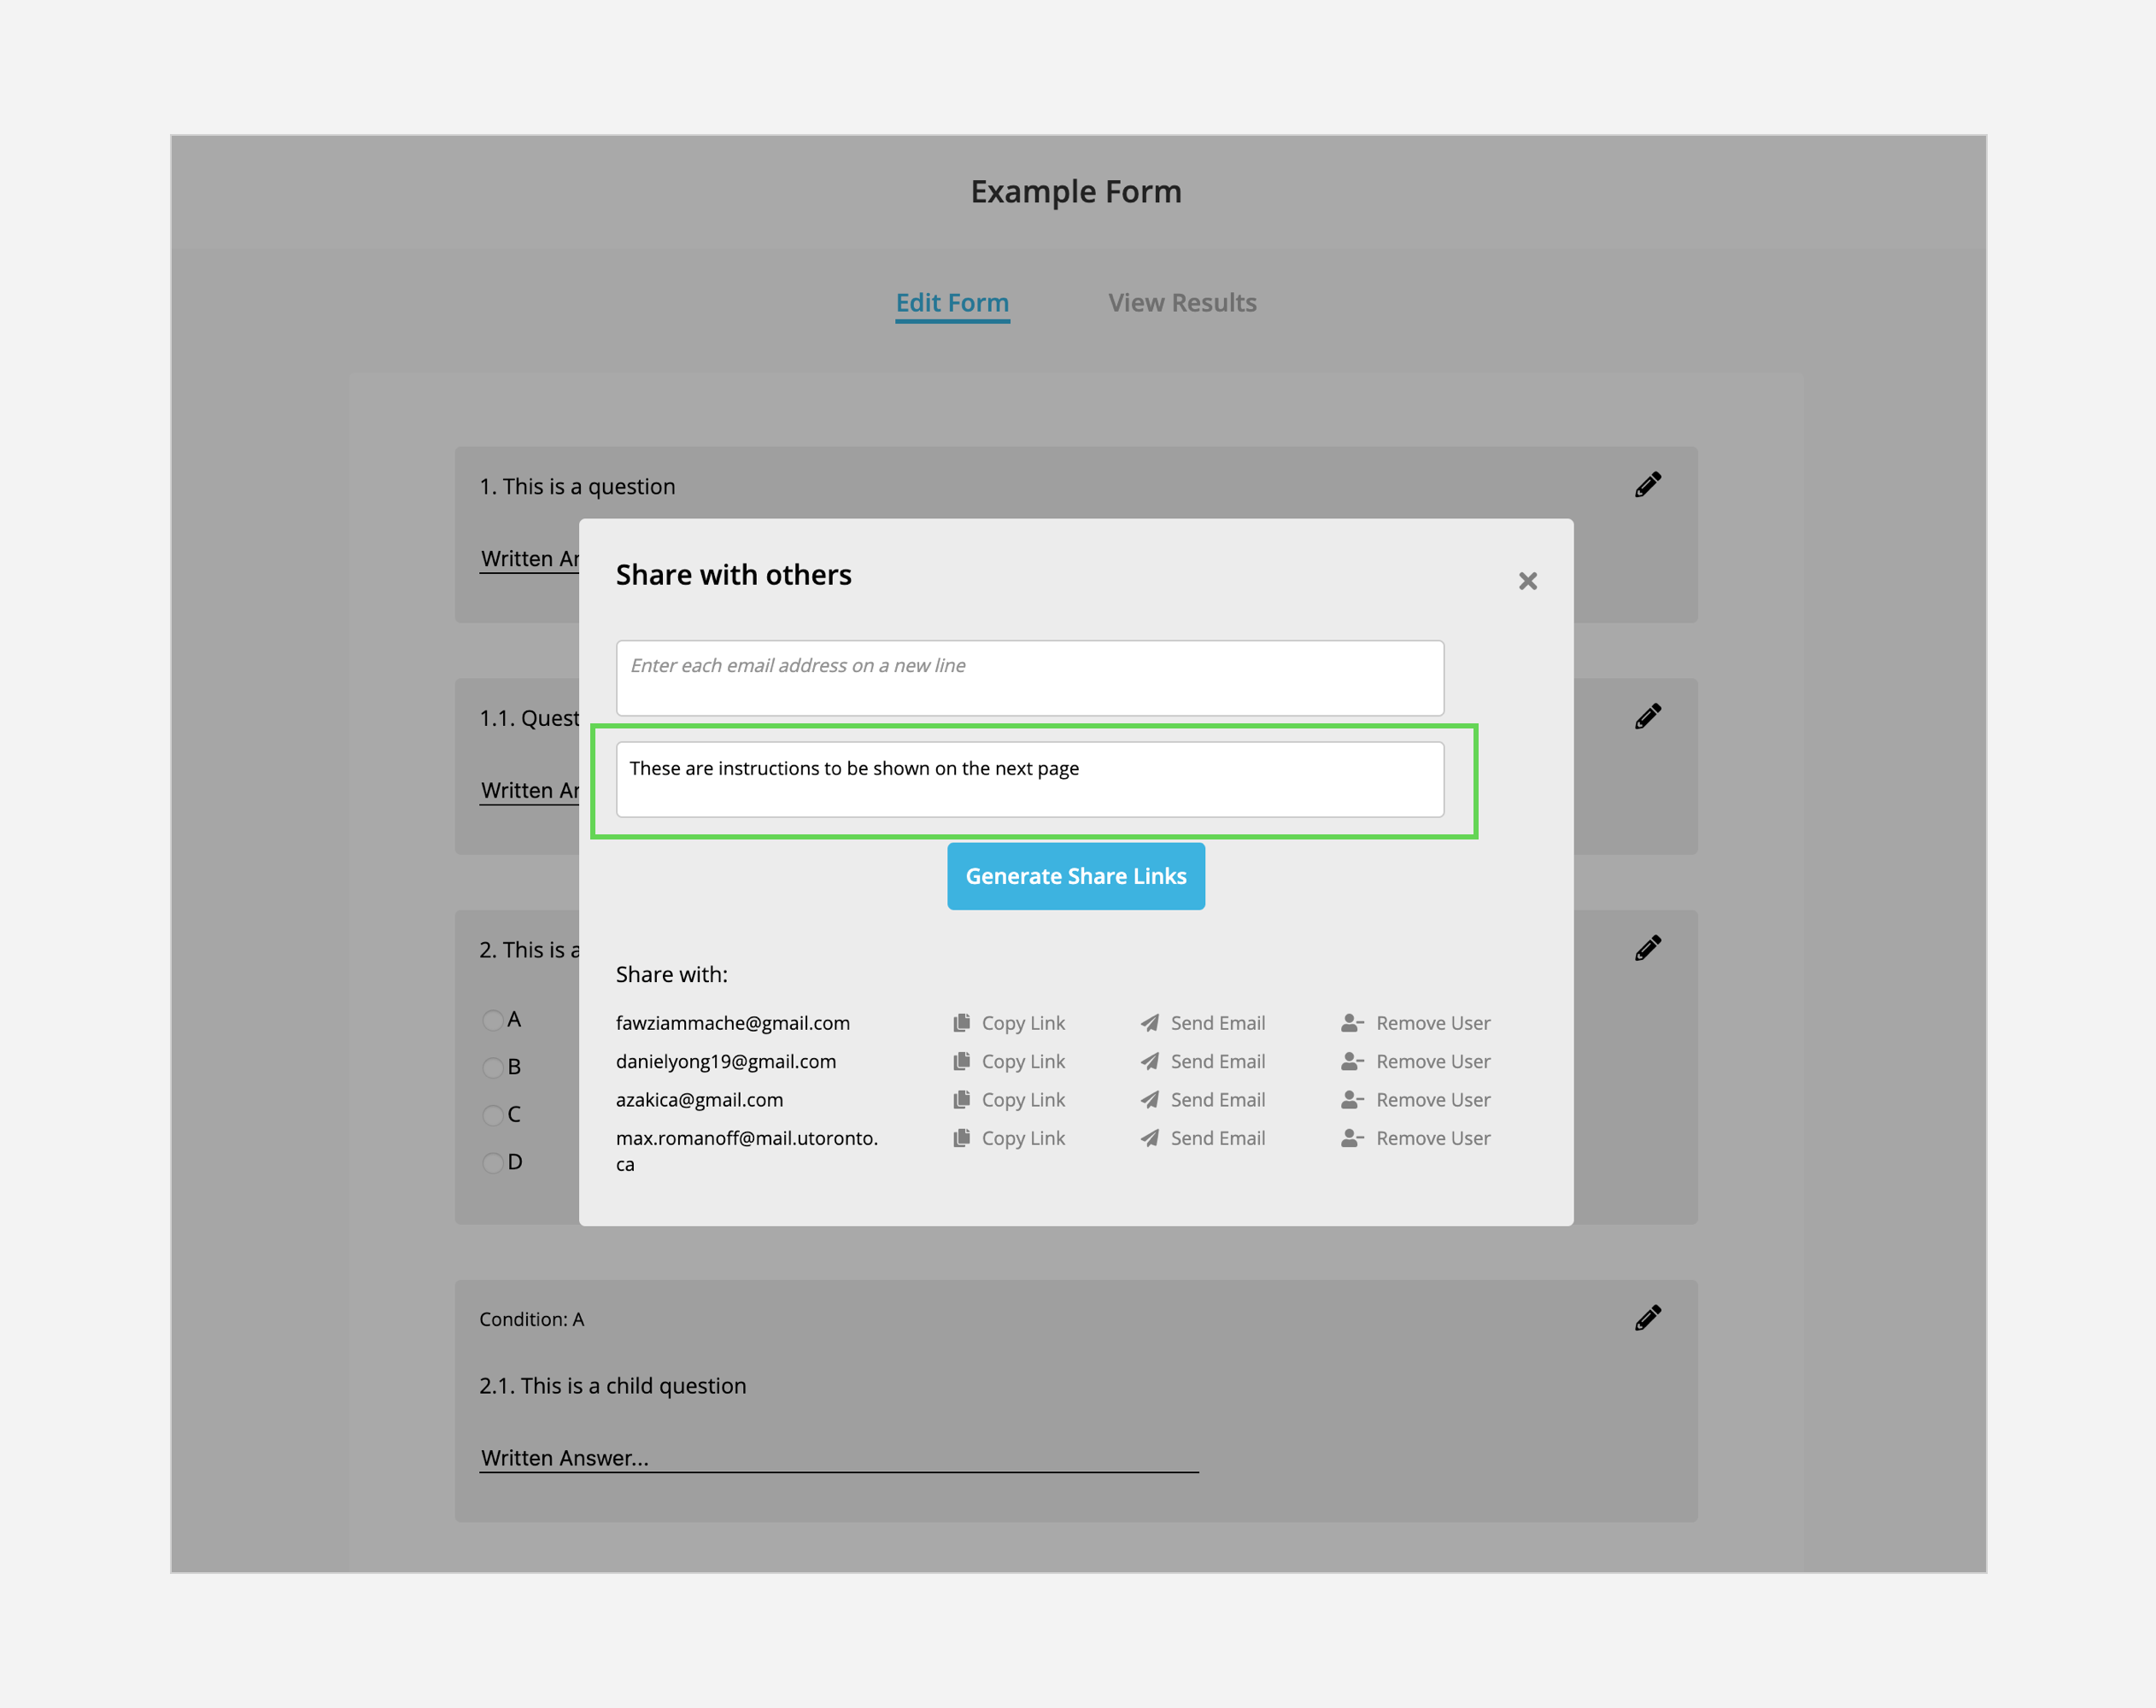 Example Form
Edit Form View Results
1. This is a question
Written
Share with others
Enter each email address on a new line
1.1.
These are instructions to be shown on the next page
Written
Generate Share Links
2. This is a
Share with:
fawziammache@gmail.com Copy Link Send Email Remove User
A
danielyong19@gmail.com Copy Link Send Email Remove User
B
azakica@gmail.com Copy Link Send Email Remove User
C
max.romanoff@mail.utoronto. Copy Link Send Email Remove User
ca
D
Condition: A
2.1. This is a child question
Written Answer...